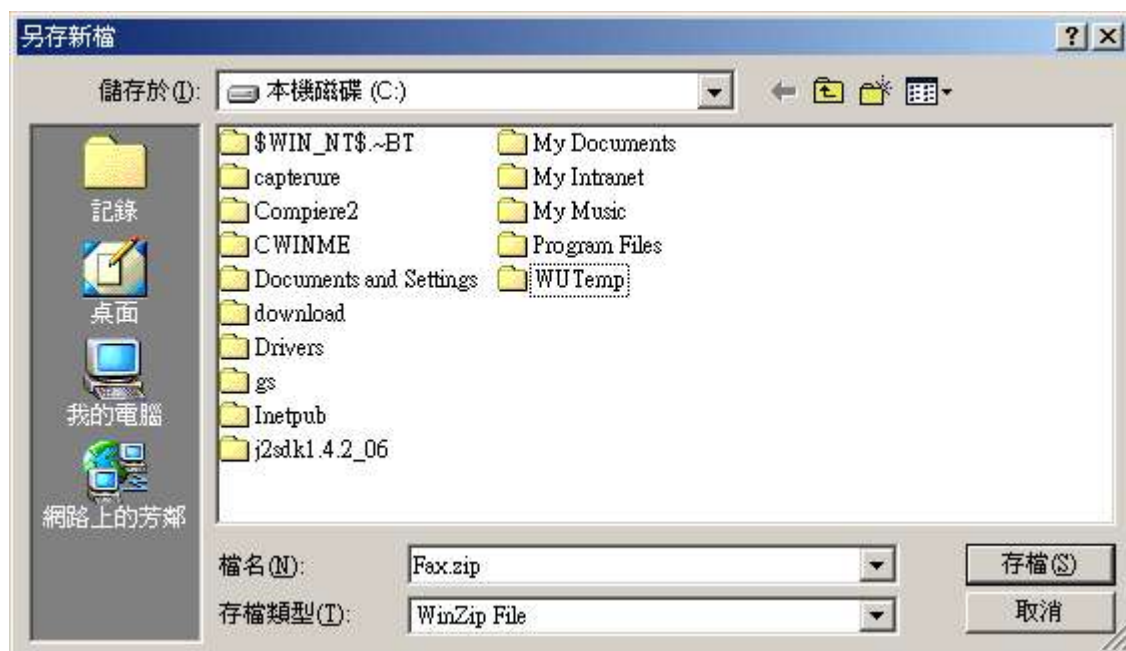 另存新檔
儲存於(I): 本機磁碟 (C:)
記錄
桌面
我的電腦
網路上的芳鄰
$WIN_NT$.~BT
capterure
Compiere2
CWINME
Documents and Settings
download
Drivers
gs
Inetpub
j2sdk1.4.2_06
My Documents
My Intranet
My Music
Program Files
WUTemp
檔名(N): Fax.zip 存檔(S)
存檔類型(T): WinZip File 取消